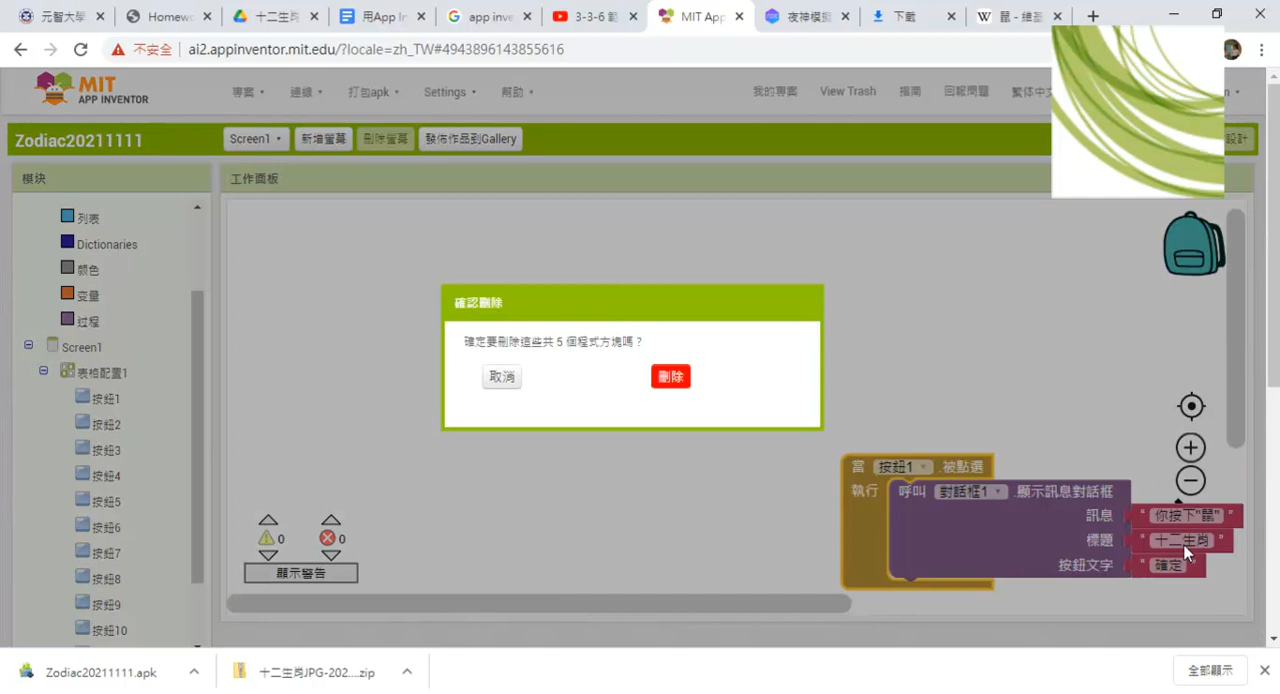 元智大學
Homew
十二生肖
用App In
app inve
3-3-6 範
MIT App
夜神模擬
下載
鼠 - 維基
不安全
ai2.appinventor.mit.edu/?locale=zh_TW#4943896143855616
MIT
APP INVENTOR
專案
連線
打包apk
Settings
幫助
我的專案
View Trash
指南
回報問題
繁体中文
Zodiac20211111
Screen1
新增螢幕
刪除螢幕
發佈作品到Gallery
設計
模块
工作面板
列表
Dictionaries
顏色
变量
过程
Screen1
表格配置1
按鈕1
按鈕2
按鈕3
按鈕4
按鈕5
按鈕6
按鈕7
按鈕8
按鈕9
按鈕10
確認刪除
確定要刪除這些共 5 個程式方塊嗎？
取消
刪除
當 按鈕1 .被點選
執行 呼叫 對話框1 .顯示訊息對話框
訊息 " 你按下"鼠" "
標題 " 十二生肖 "
按鈕文字 " 確定 "
0
0
顯示警告
Zodiac20211111.apk
十二生肖JPG-202....zip
全部顯示